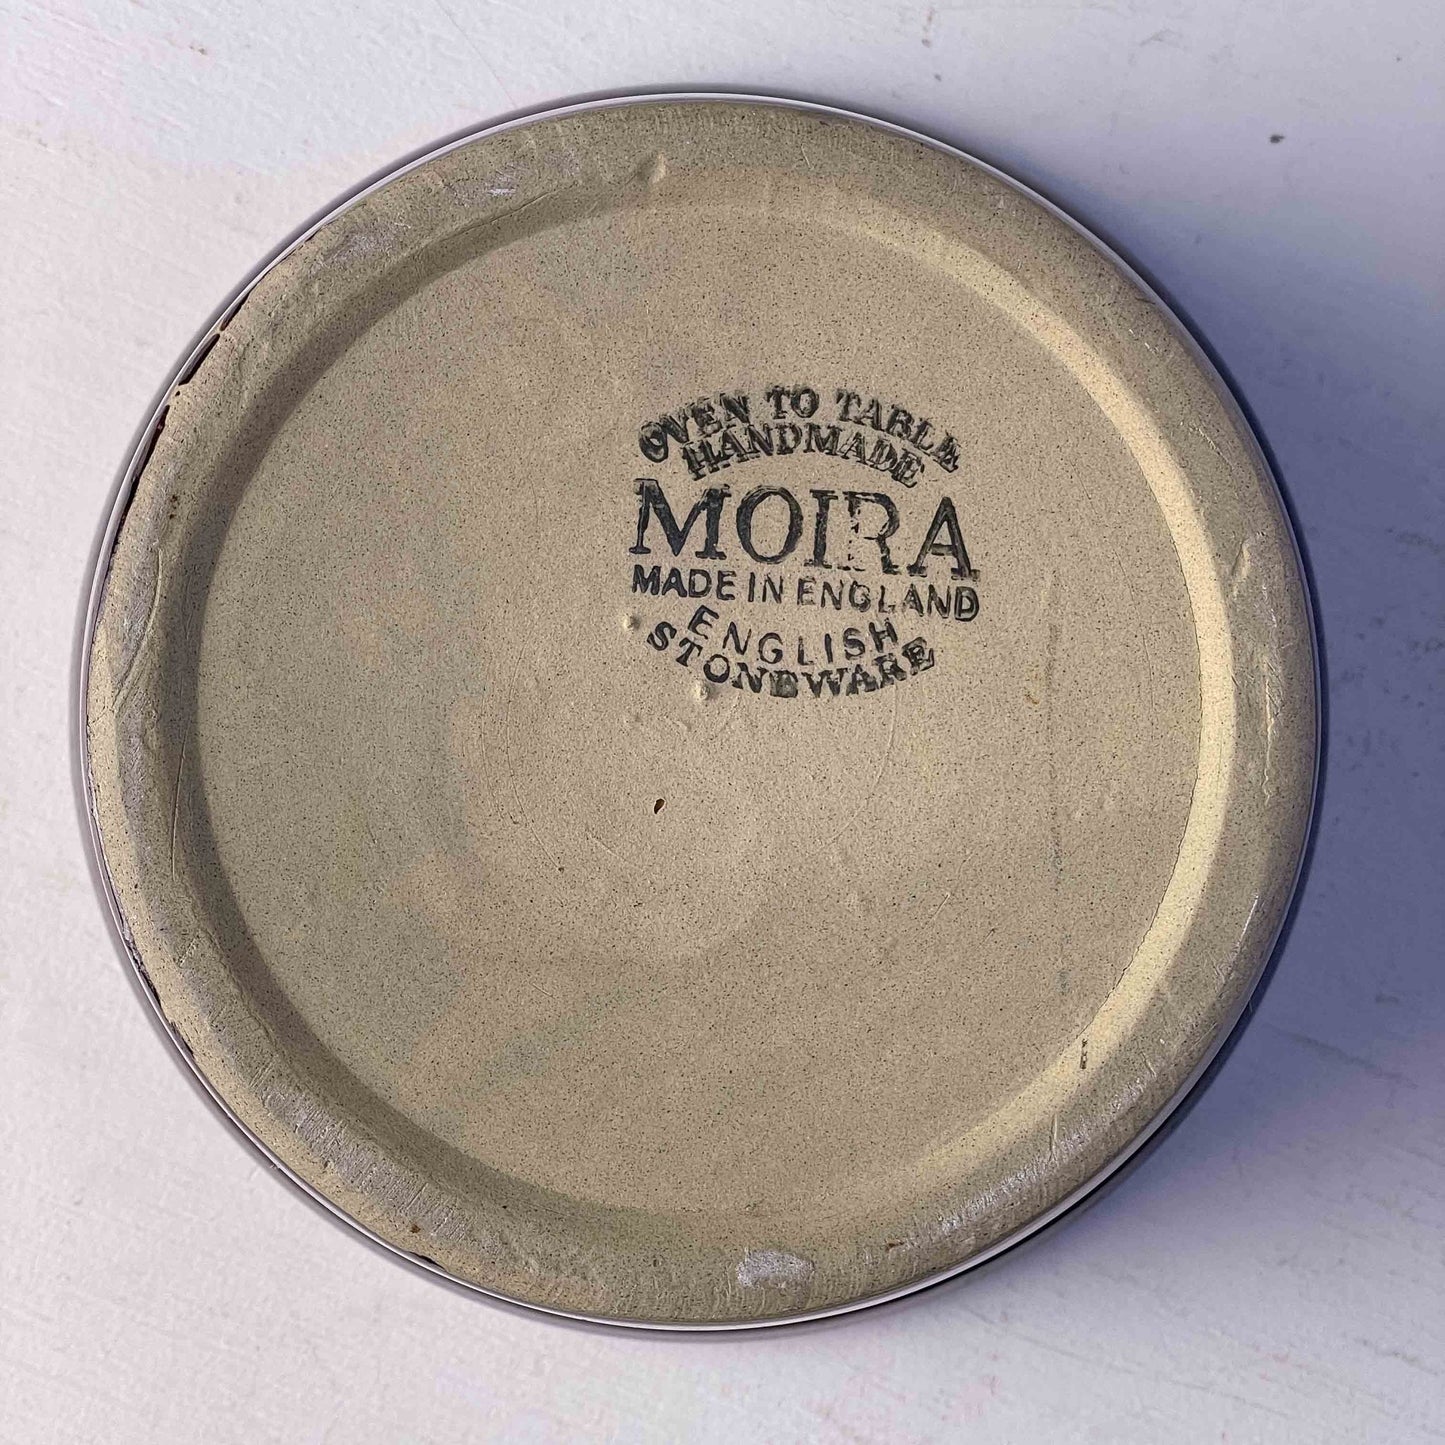 OVEN TO TABLE
HANDMADE
MOIRA
MADE IN ENGLAND
ENGLISH
STONEWARE